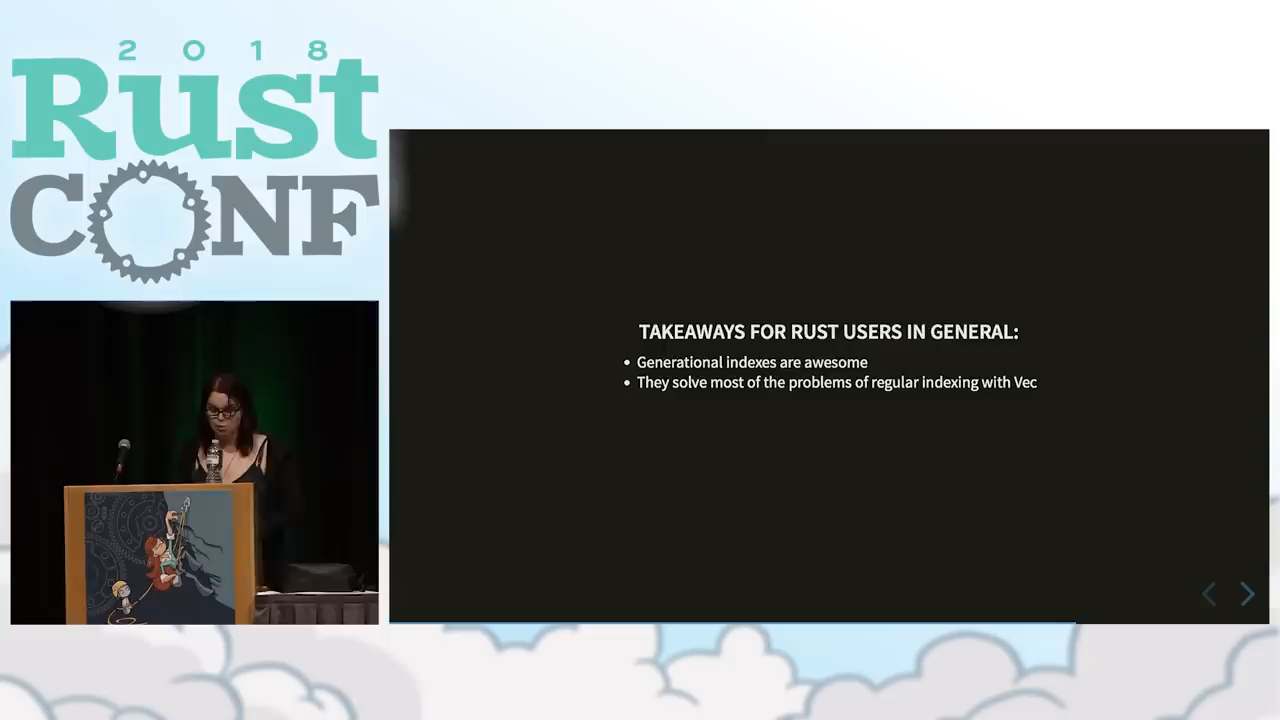 2018
Rust
CONF
TAKEAWAYS FOR RUST USERS IN GENERAL:
• Generational indexes are awesome
• They solve most of the problems of regular indexing with Vec